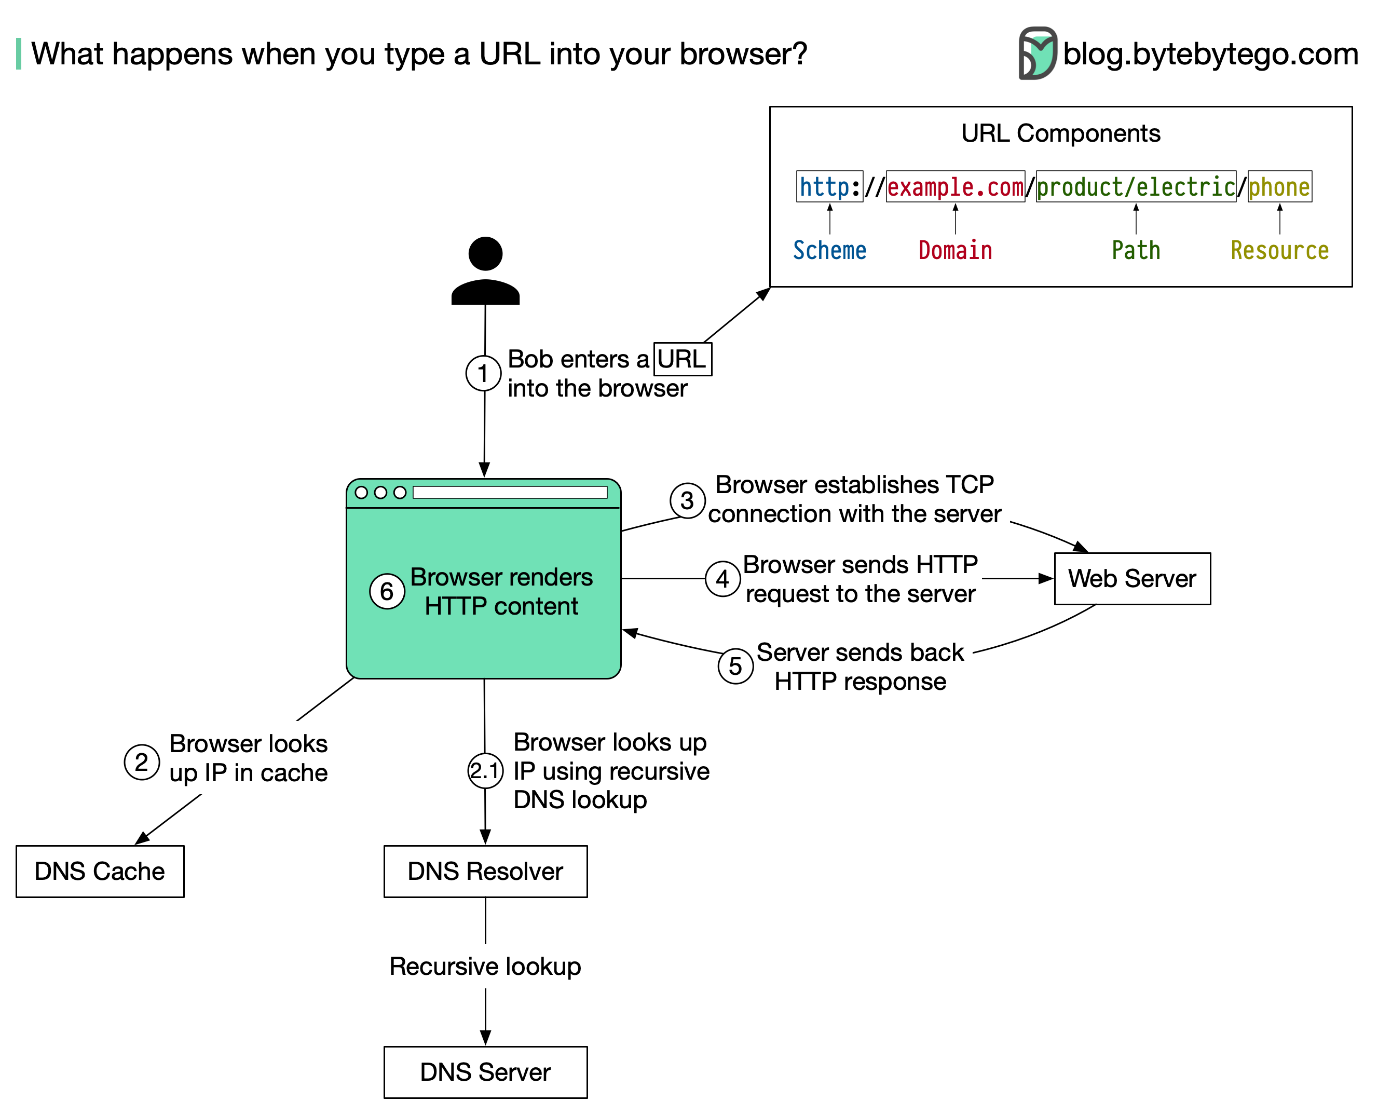 What happens when you type a URL into your browser?
blog.bytebytego.com
URL Components
http://example.com/product/electric/phone
Scheme Domain Path Resource
1 Bob enters a URL
into the browser
3 Browser establishes TCP
connection with the server
4 Browser sends HTTP
request to the server
Web Server
6 Browser renders
HTTP content
5 Server sends back
HTTP response
2 Browser looks
up IP in cache
2.1 Browser looks up
IP using recursive
DNS lookup
DNS Cache
DNS Resolver
Recursive lookup
DNS Server